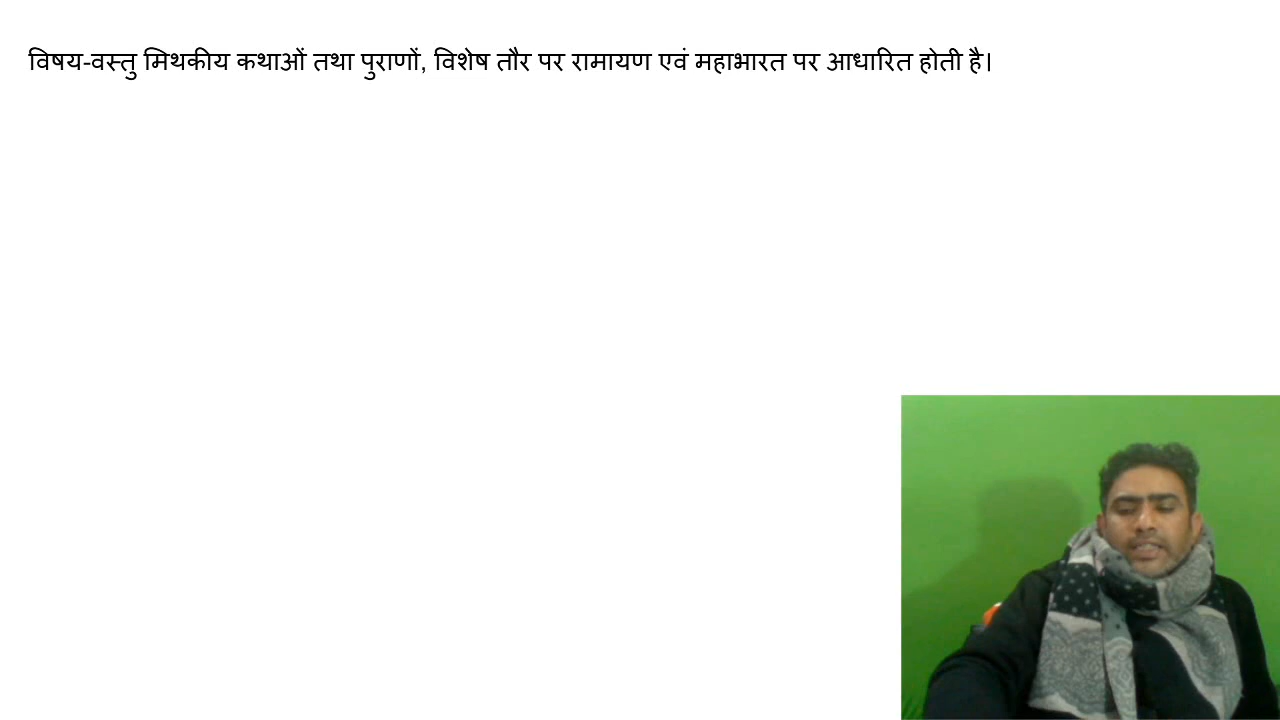 विषय-वस्तु मिथकीय कथाओं तथा पुराणों, विशेष तौर पर रामायण एवं महाभारत पर आधारित होती है।